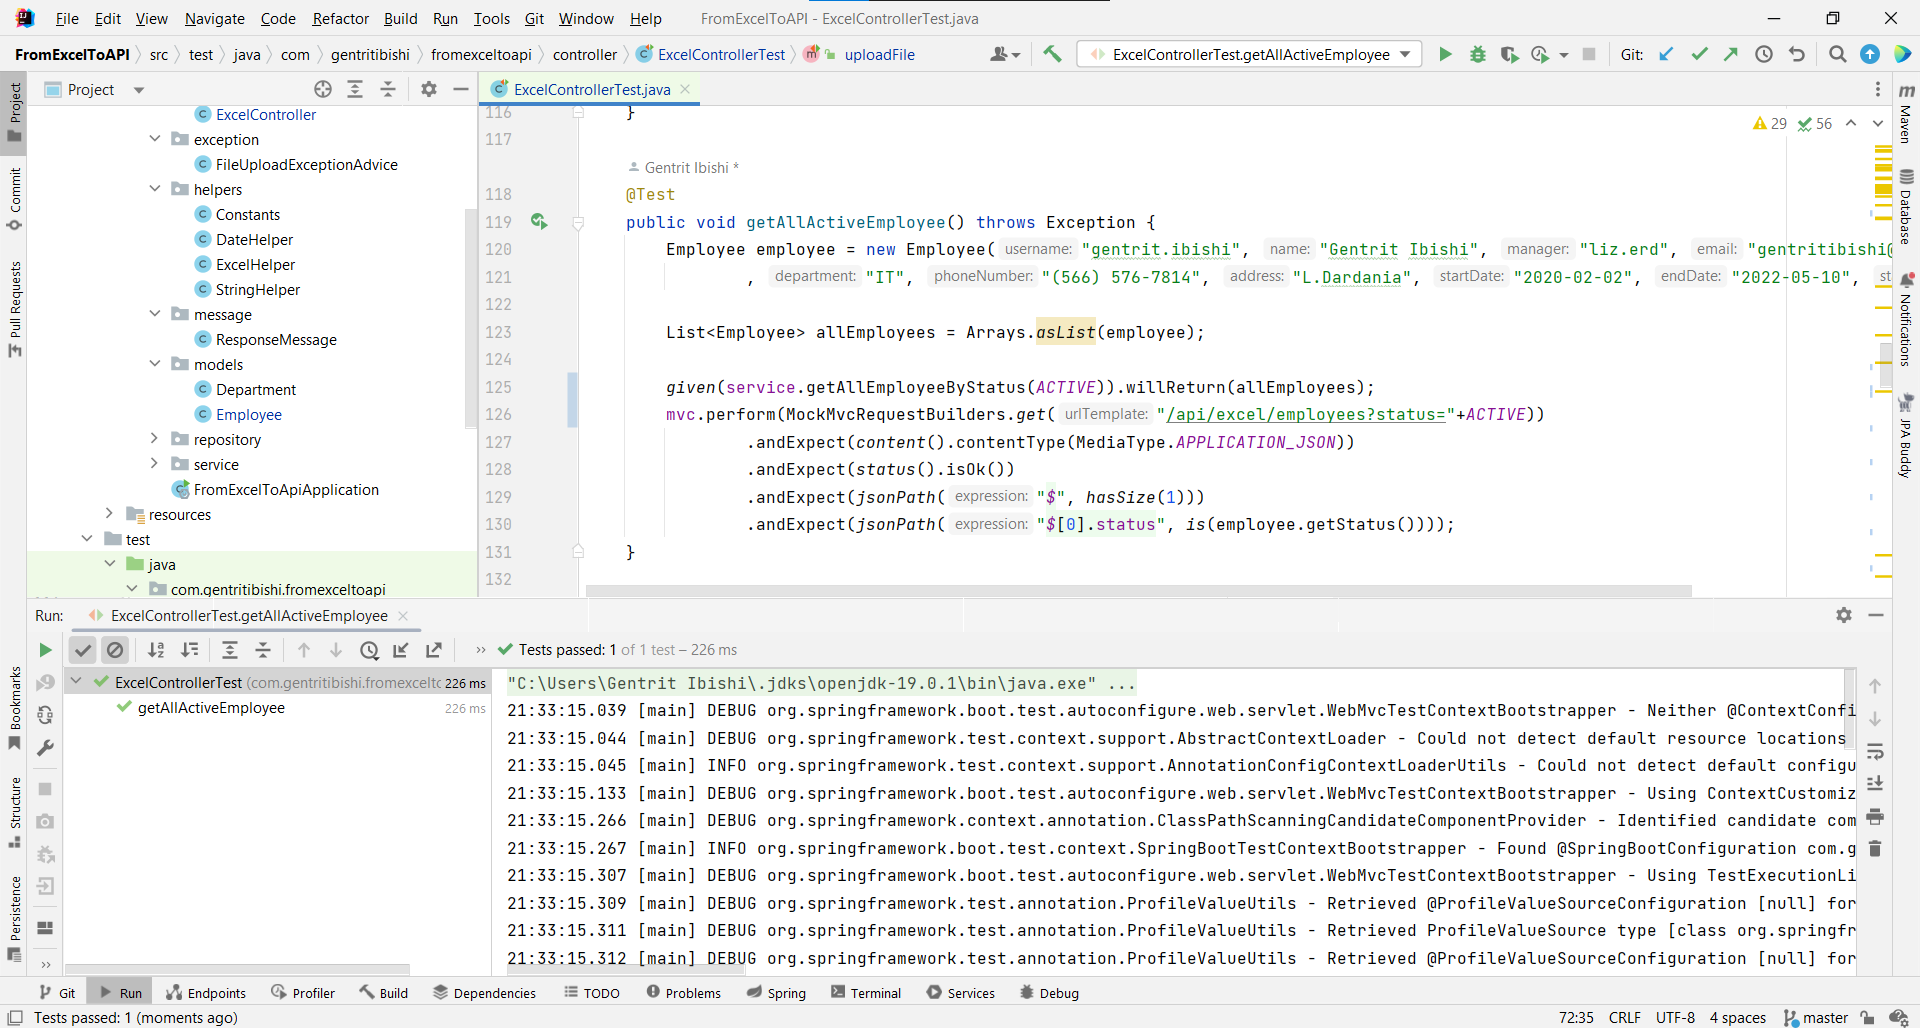 File Edit View Navigate Code Refactor Build Run Tools Git Window Help FromExcelToAPI - ExcelControllerTest.java
FromExcelToAPI src test java com gentritibishi fromexceltoapi controller ExcelControllerTest uploadFile ExcelControllerTest.getAllActiveEmployee Git:
Project
ExcelControllerTest.java
ExcelController
exception
FileUploadExceptionAdvice
helpers
Constants
DateHelper
ExcelHelper
StringHelper
message
ResponseMessage
models
Department
Employee
repository
service
FromExcelToApiApplication
resources
test
java
com.gentritibishi.fromexceltoapi
29 56
116 }
117
Gentrit Ibishi *
118 @Test
119 public void getAllActiveEmployee() throws Exception {
120 Employee employee = new Employee( username: "gentrit.ibishi", name: "Gentrit Ibishi", manager: "liz.erd", email: "gentritibishi@
121 , department: "IT", phoneNumber: "(566) 576-7814", address: "L.Dardania", startDate: "2020-02-02", endDate: "2022-05-10", st
122
123 List<Employee> allEmployees = Arrays.asList(employee);
124
125 given(service.getAllEmployeeByStatus(ACTIVE)).willReturn(allEmployees);
126 mvc.perform(MockMvcRequestBuilders.get( urlTemplate: "/api/excel/employees?status="+ACTIVE))
127 .andExpect(content().contentType(MediaType.APPLICATION_JSON))
128 .andExpect(status().isOk())
129 .andExpect(jsonPath( expression: "$", hasSize(1)))
130 .andExpect(jsonPath( expression: "$[0].status", is(employee.getStatus())));
131 }
132
Project
Commit
Pull Requests
Bookmarks
Structure
Persistence
Maven
Database
Notifications
JPA Buddy
Run: ExcelControllerTest.getAllActiveEmployee
Tests passed: 1 of 1 test – 226 ms
ExcelControllerTest (com.gentritibishi.fromexceltc 226 ms
getAllActiveEmployee 226 ms
"C:\Users\Gentrit Ibishi\.jdks\openjdk-19.0.1\bin\java.exe" ...
21:33:15.039 [main] DEBUG org.springframework.boot.test.autoconfigure.web.servlet.WebMvcTestContextBootstrapper - Neither @ContextConfi
21:33:15.044 [main] DEBUG org.springframework.test.context.support.AbstractContextLoader - Could not detect default resource locations
21:33:15.045 [main] INFO org.springframework.test.context.support.AnnotationConfigContextLoaderUtils - Could not detect default configu
21:33:15.133 [main] DEBUG org.springframework.boot.test.autoconfigure.web.servlet.WebMvcTestContextBootstrapper - Using ContextCustomiz
21:33:15.266 [main] DEBUG org.springframework.context.annotation.ClassPathScanningCandidateComponentProvider - Identified candidate com
21:33:15.267 [main] INFO org.springframework.boot.test.context.SpringBootTestContextBootstrapper - Found @SpringBootConfiguration com.g
21:33:15.307 [main] DEBUG org.springframework.boot.test.autoconfigure.web.servlet.WebMvcTestContextBootstrapper - Using TestExecutionLi
21:33:15.309 [main] DEBUG org.springframework.test.annotation.ProfileValueUtils - Retrieved @ProfileValueSourceConfiguration [null] for
21:33:15.311 [main] DEBUG org.springframework.test.annotation.ProfileValueUtils - Retrieved ProfileValueSource type [class org.springfr
21:33:15.312 [main] DEBUG org.springframework.test.annotation.ProfileValueUtils - Retrieved @ProfileValueSourceConfiguration [null] for
Git Run Endpoints Profiler Build Dependencies TODO Problems Spring Terminal Services Debug
Tests passed: 1 (moments ago) 72:35 CRLF UTF-8 4 spaces master